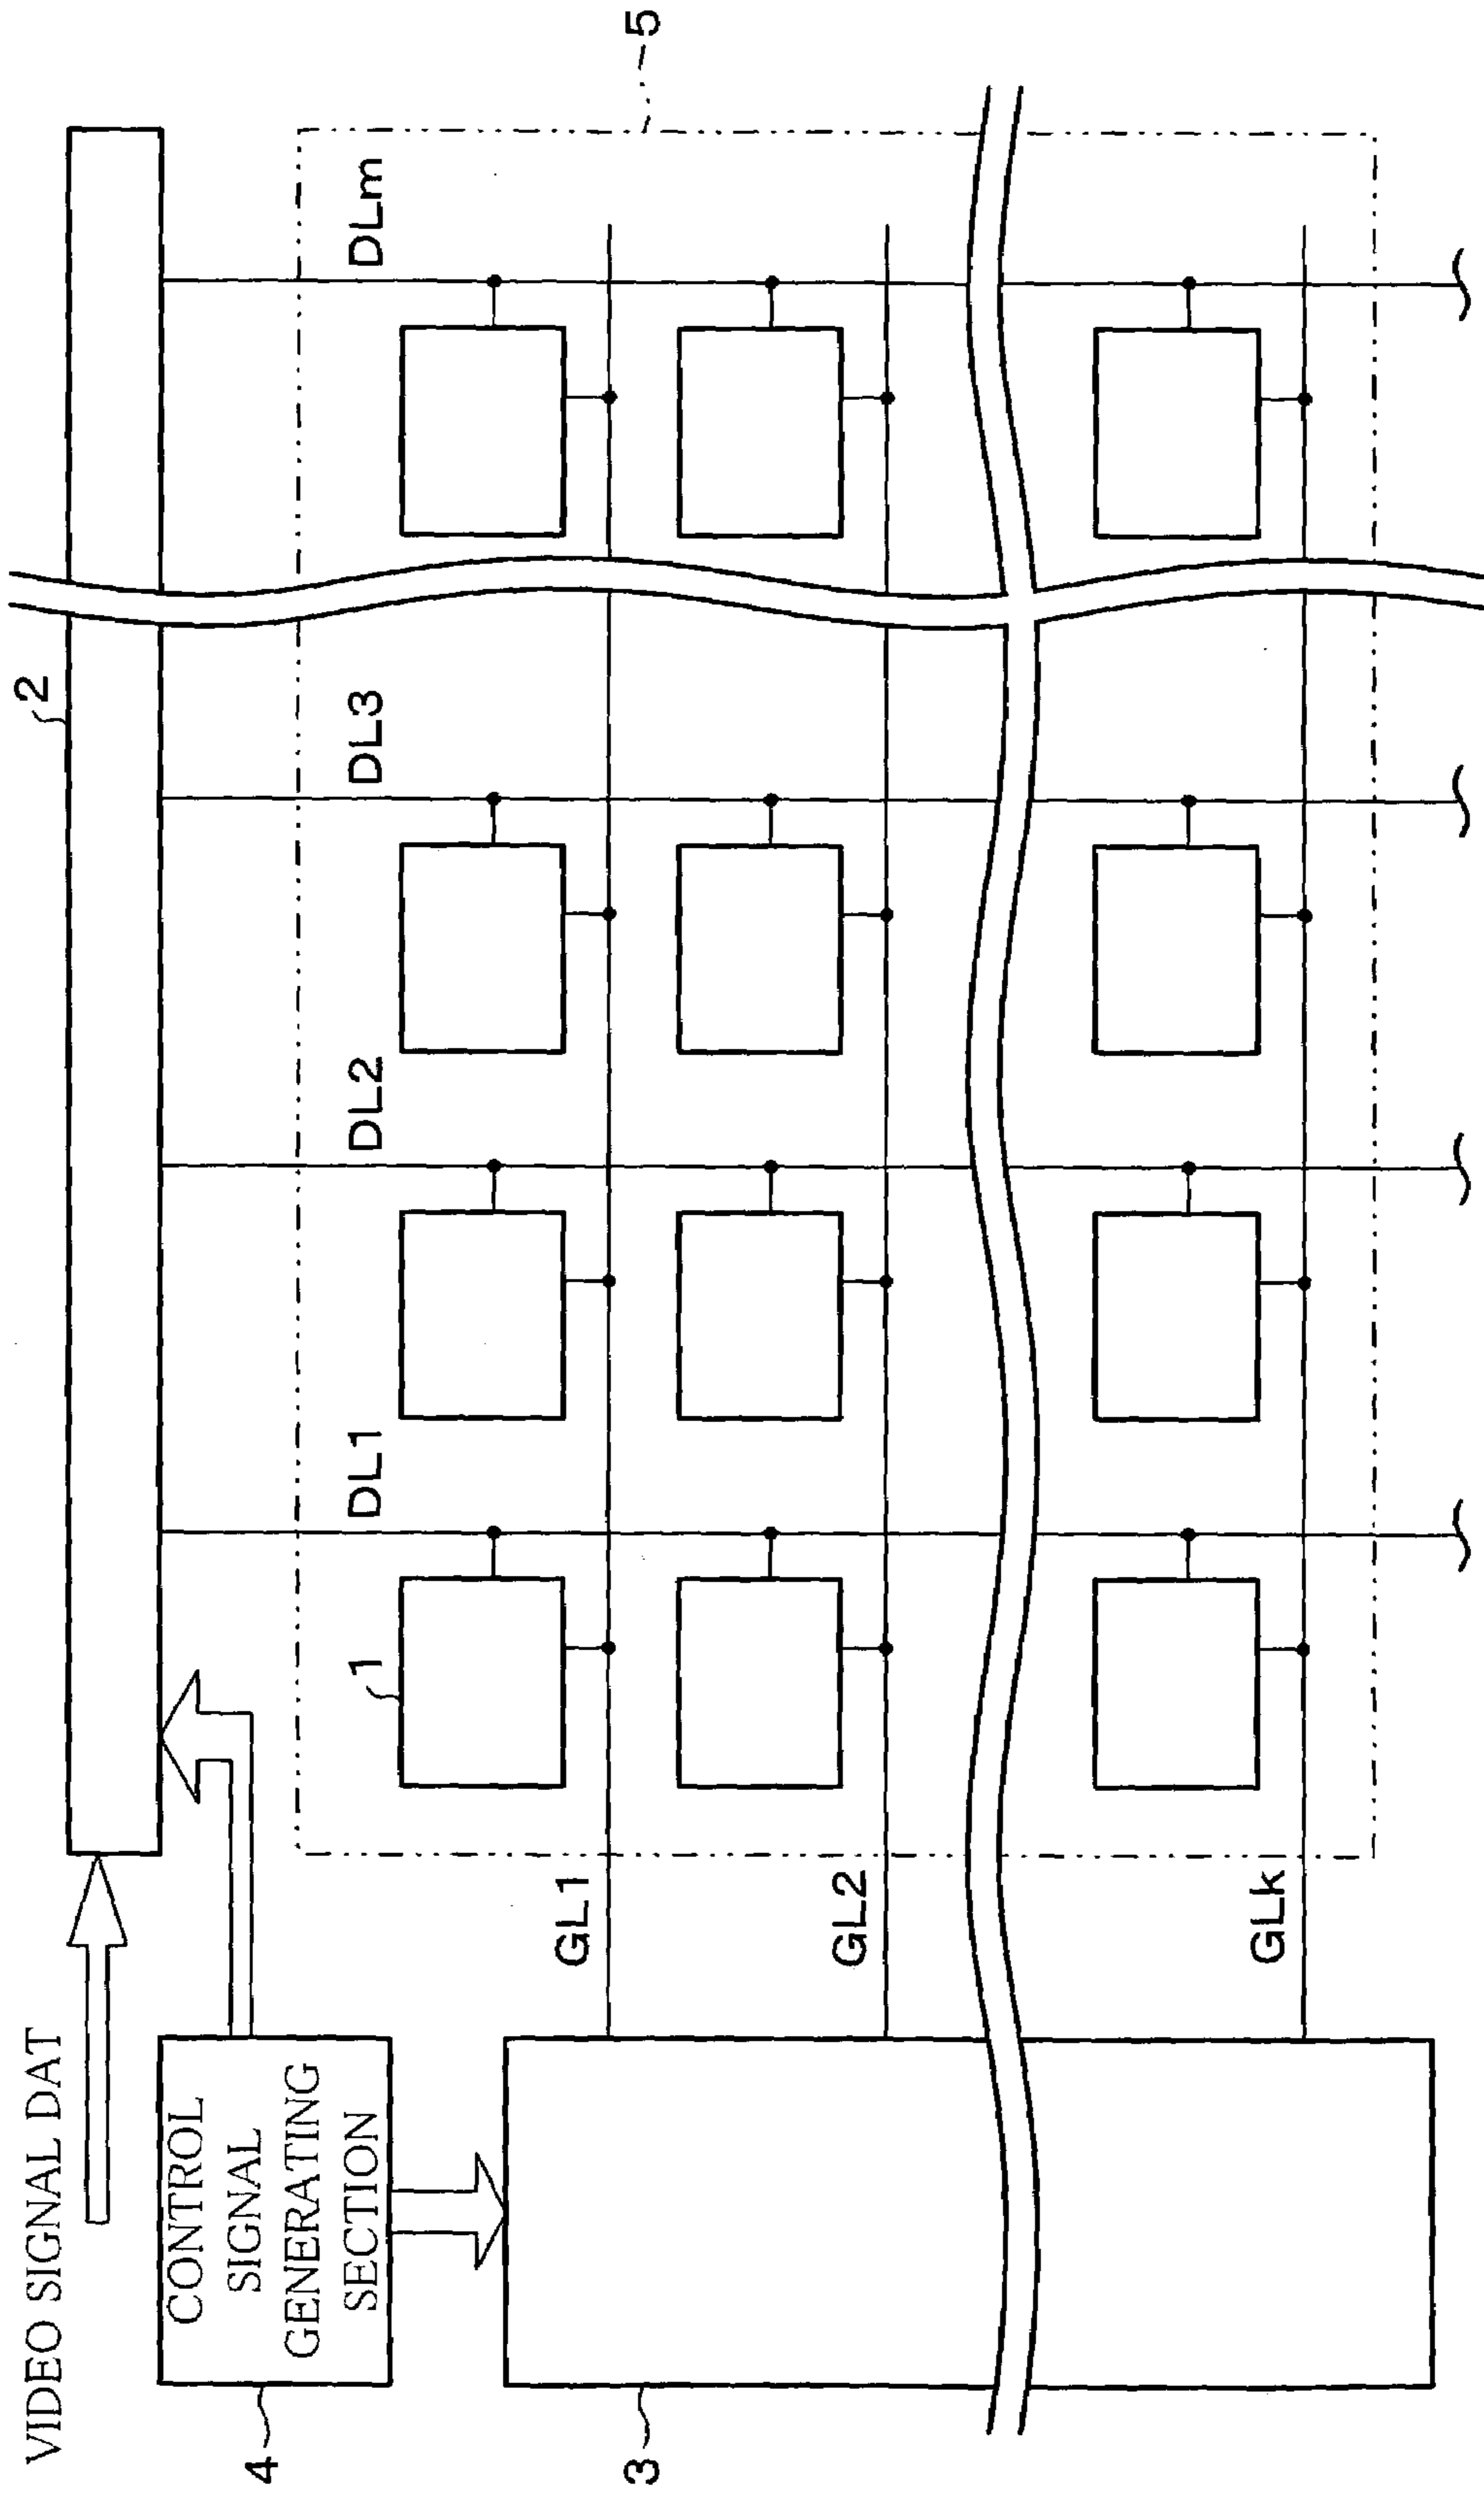 VIDEO SIGNAL DAT
2
4
CONTROL
SIGNAL
GENERATING
SECTION
DL1
DL2
DL3
DLm
1
5
3
GL1
GL2
GLk